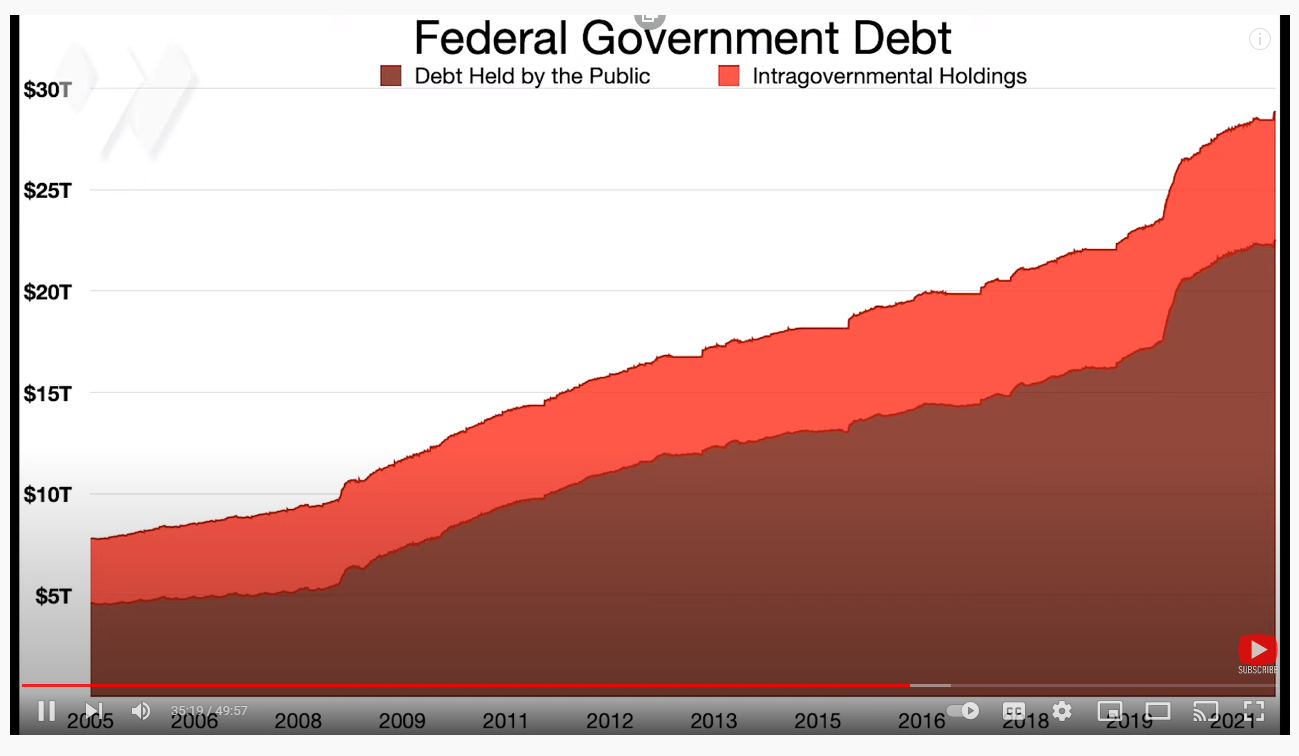 Federal Government Debt
Debt Held by the Public Intragovernmental Holdings
$30T
$25T
$20T
$15T
$10T
$5T
SUBSCRIBE
35:19 / 49:57
2005 2006 2008 2009 2011 2012 2013 2015 2016 2018 2019 2021